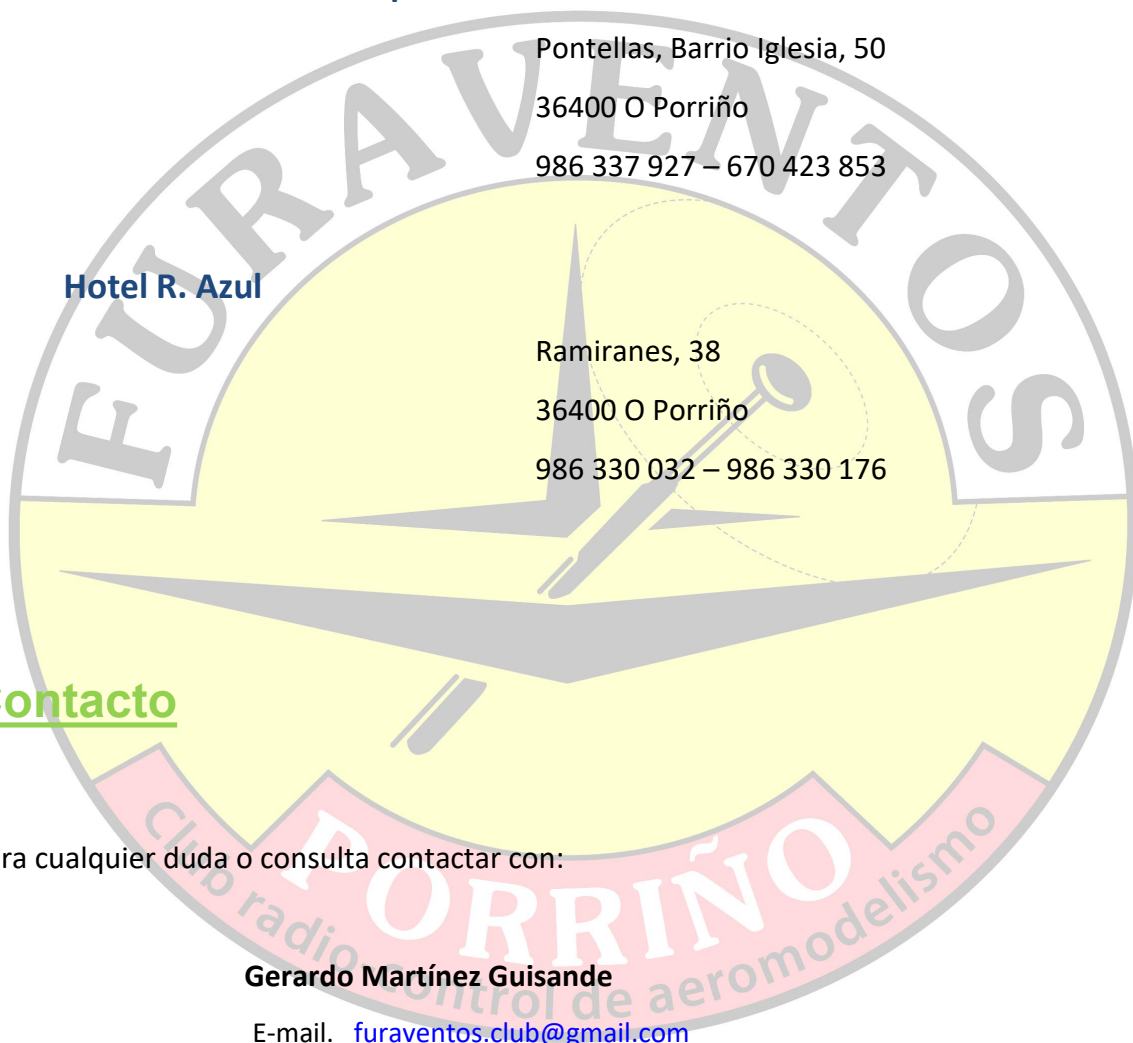 Pontellas, Barrio Iglesia, 50
36400 O Porriño
986 337 927 – 670 423 853
Hotel R. Azul
Ramiranes, 38
36400 O Porriño
986 330 032 – 986 330 176
ontacto
ra cualquier duda o consulta contactar con:
Gerardo Martínez Guisande
E-mail. furaventos.club@gmail.com
FURAVENTOS
PORRIÑO
Club radio-control de aeromodelismo